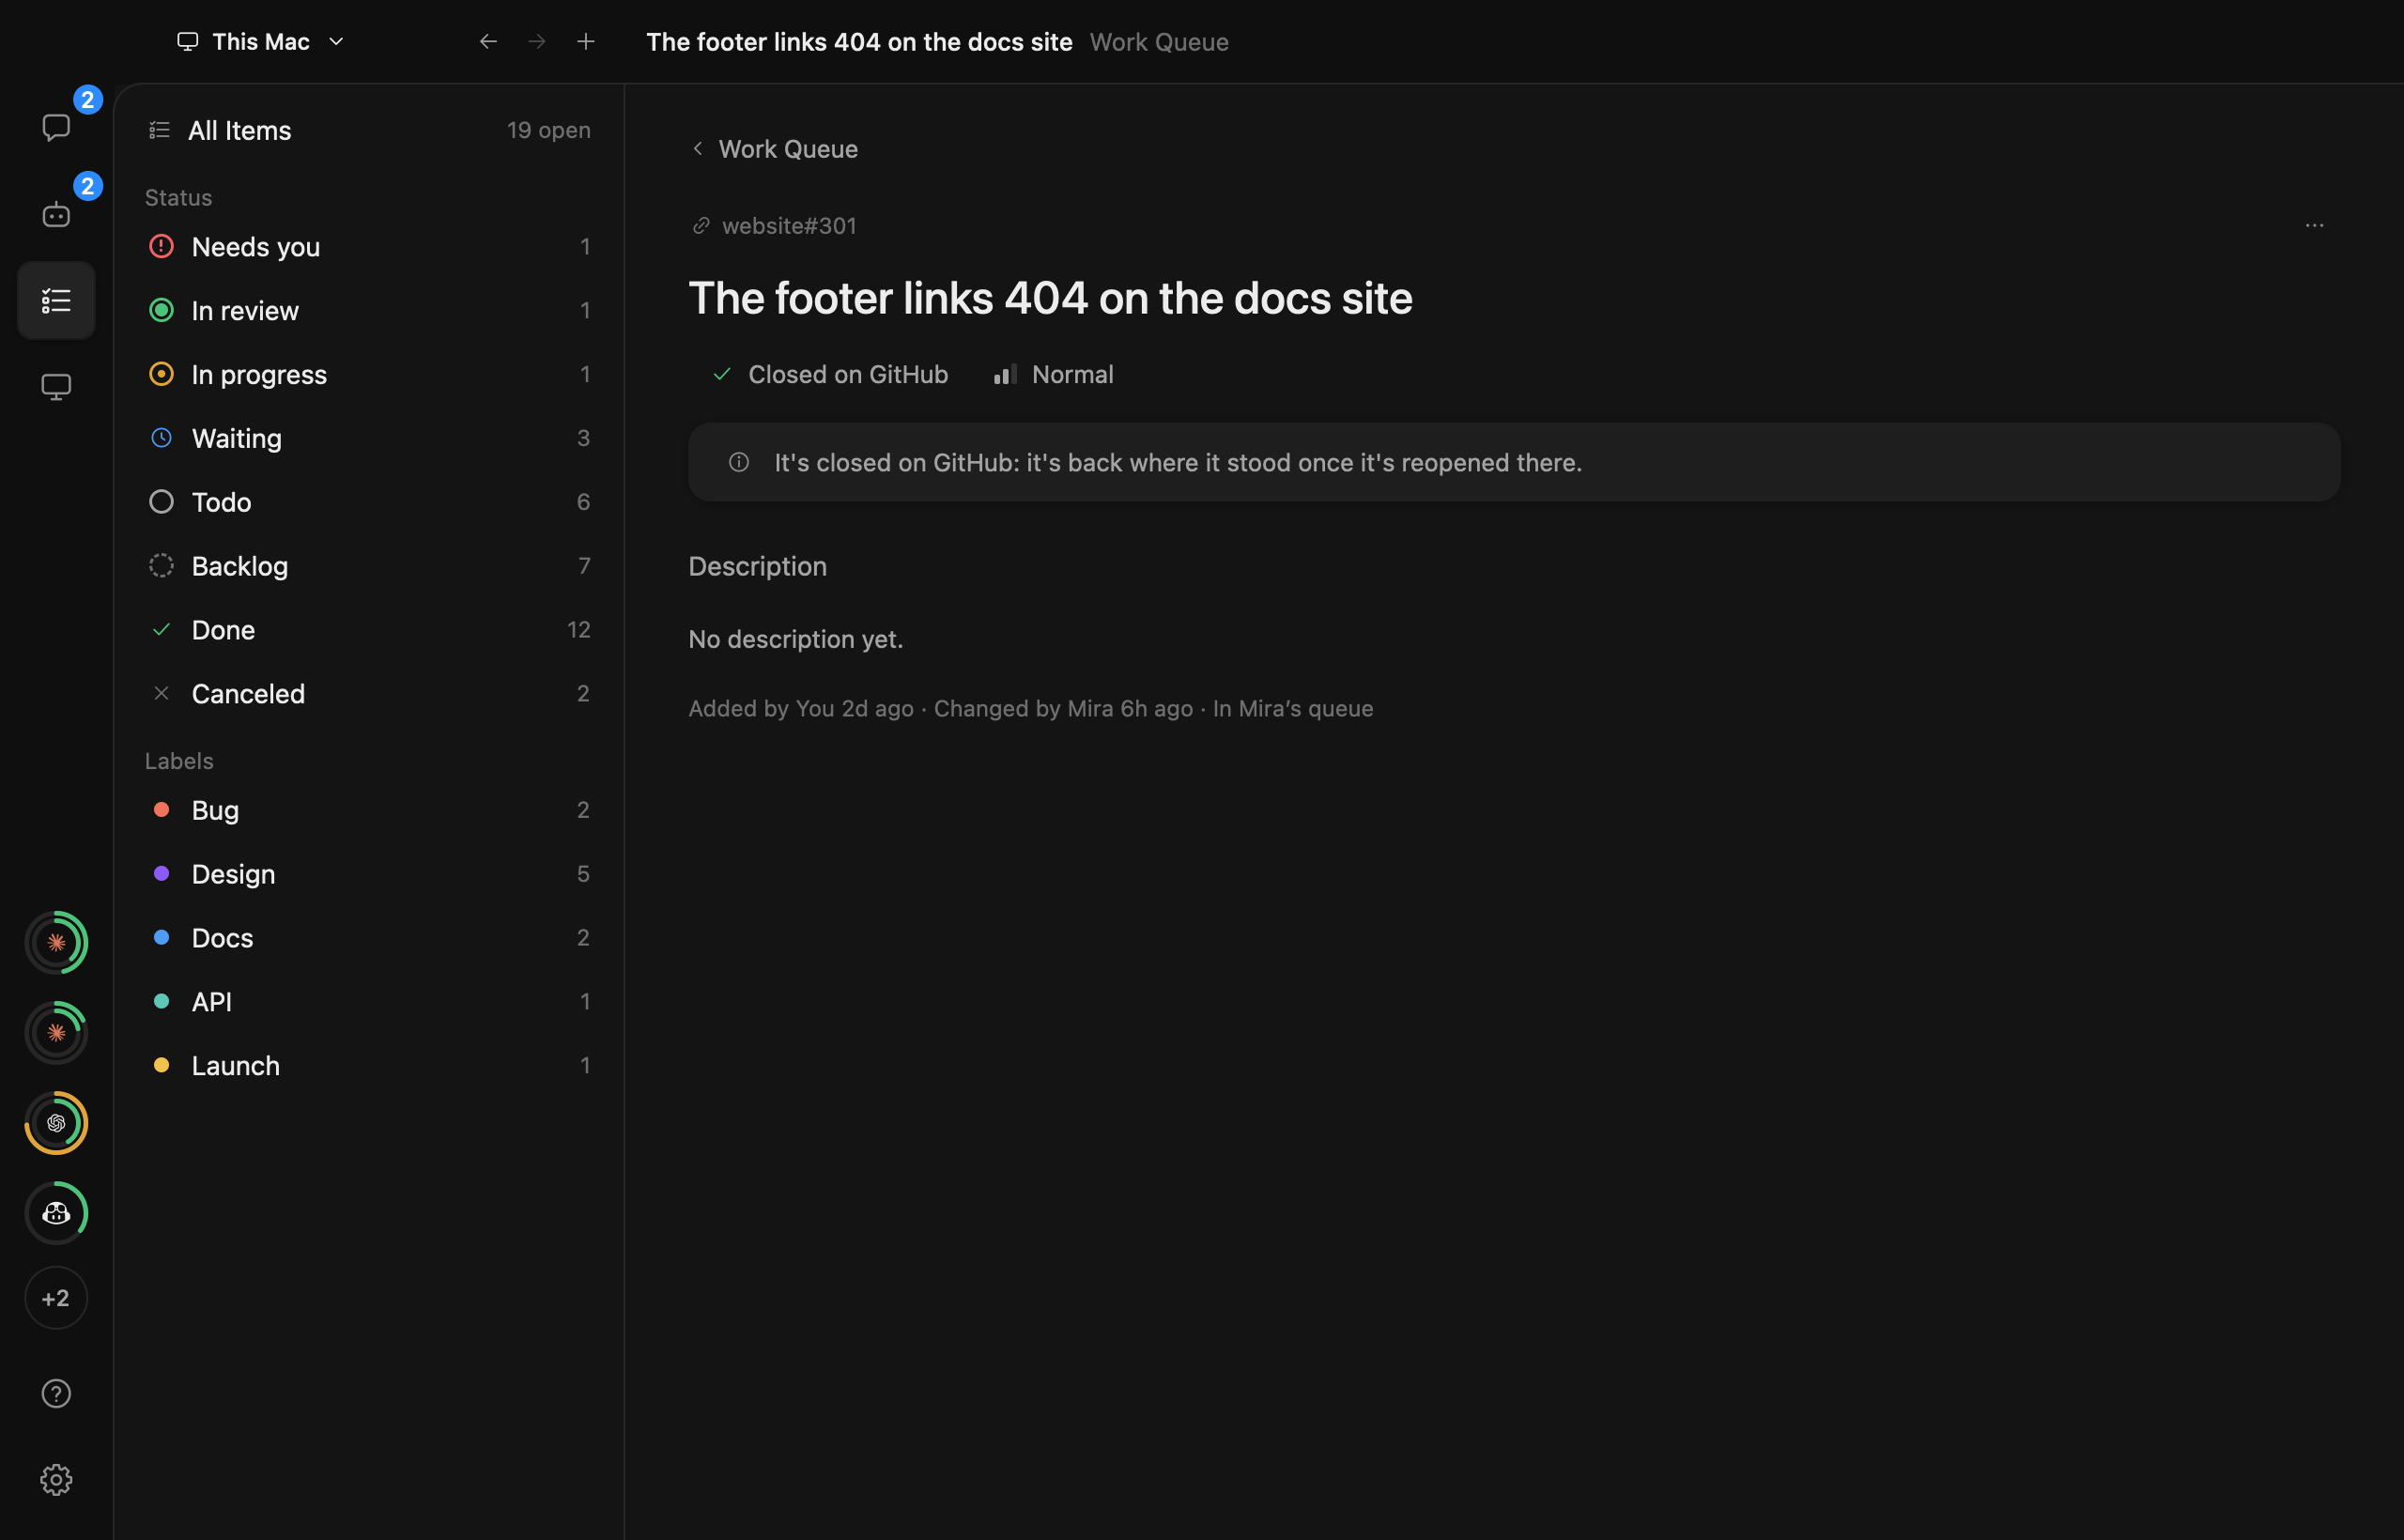 This Mac
The footer links 404 on the docs site Work Queue
2
2
All Items 19 open
Status
Needs you 1
In review 1
In progress 1
Waiting 3
Todo 6
Backlog 7
Done 12
Canceled 2
Labels
Bug 2
Design 5
Docs 2
API 1
Launch 1
+2
Work Queue
website#301
The footer links 404 on the docs site
Closed on GitHub Normal
It's closed on GitHub: it's back where it stood once it's reopened there.
Description
No description yet.
Added by You 2d ago · Changed by Mira 6h ago · In Mira’s queue